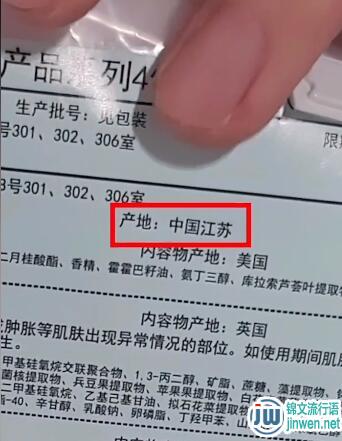 产品系列4
生产批号：见包装
限
号301、302、306室
3号301、302、306室
产地：中国江苏
内容物产地：美国
二月桂酸酯、香精、霍霍巴籽油、氨丁三醇、库拉索芦荟叶提取物
内容物产地：英国
肿胀等肌肤出现异常情况的部位。如使用期间肌肤
生。
甲基硅氧烷交联聚合物、1,3-丙二醇、矿脂、蔗糖、藻提取物、
菌核提取物、兵豆果提取物、苹果果提取物、白
二甲基硅氧烷、乙基己基甘油、拟石花菜提取物
-40、辛甘醇、乳酸钠、卵磷脂、丁羟甲苯、
锦文流行语
jinwen.net